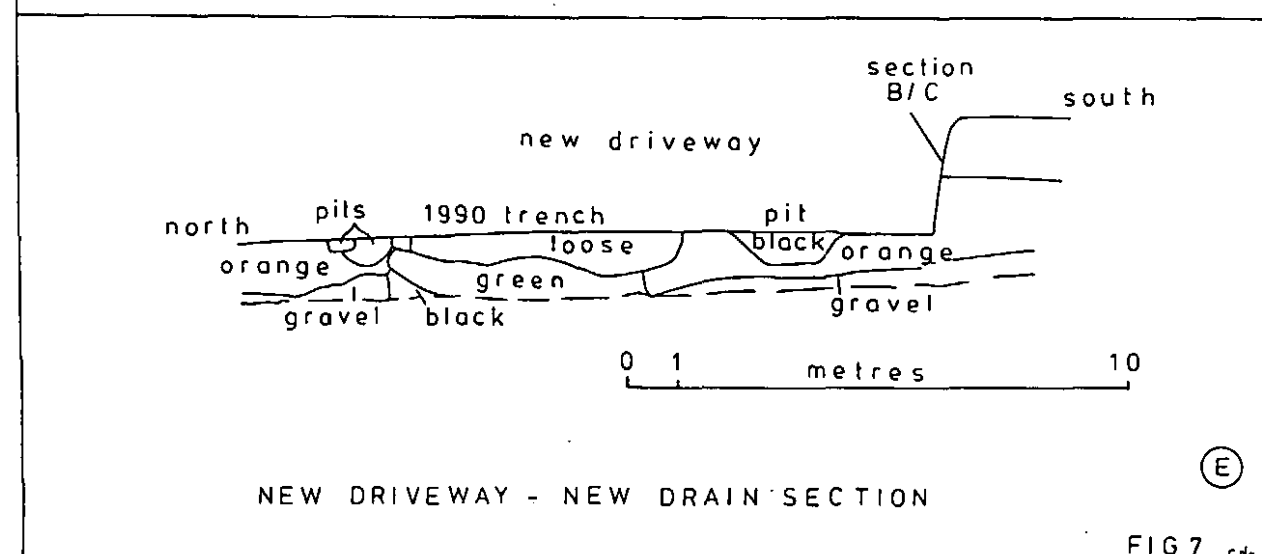 section
B/C
south
new driveway
north
pits
1990 trench
pit
loose
black
orange
orange
green
gravel
black
gravel
0 1 10
metres
E
NEW DRIVEWAY - NEW DRAIN SECTION
FIG 7